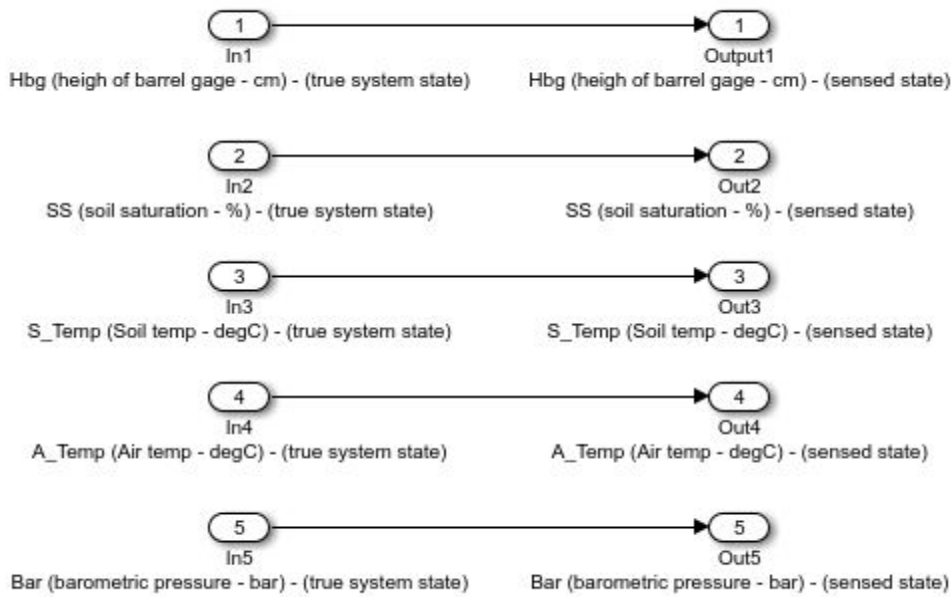 1 1
In1 Output1
Hbg (heigh of barrel gage - cm) - (true system state) Hbg (heigh of barrel gage - cm) - (sensed state)
2 2
In2 Out2
SS (soil saturation - %) - (true system state) SS (soil saturation - %) - (sensed state)
3 3
In3 Out3
S_Temp (Soil temp - degC) - (true system state) S_Temp (Soil temp - degC) - (sensed state)
4 4
In4 Out4
A_Temp (Air temp - degC) - (true system state) A_Temp (Air temp - degC) - (sensed state)
5 5
In5 Out5
Bar (barometric pressure - bar) - (true system state) Bar (barometric pressure - bar) - (sensed state)